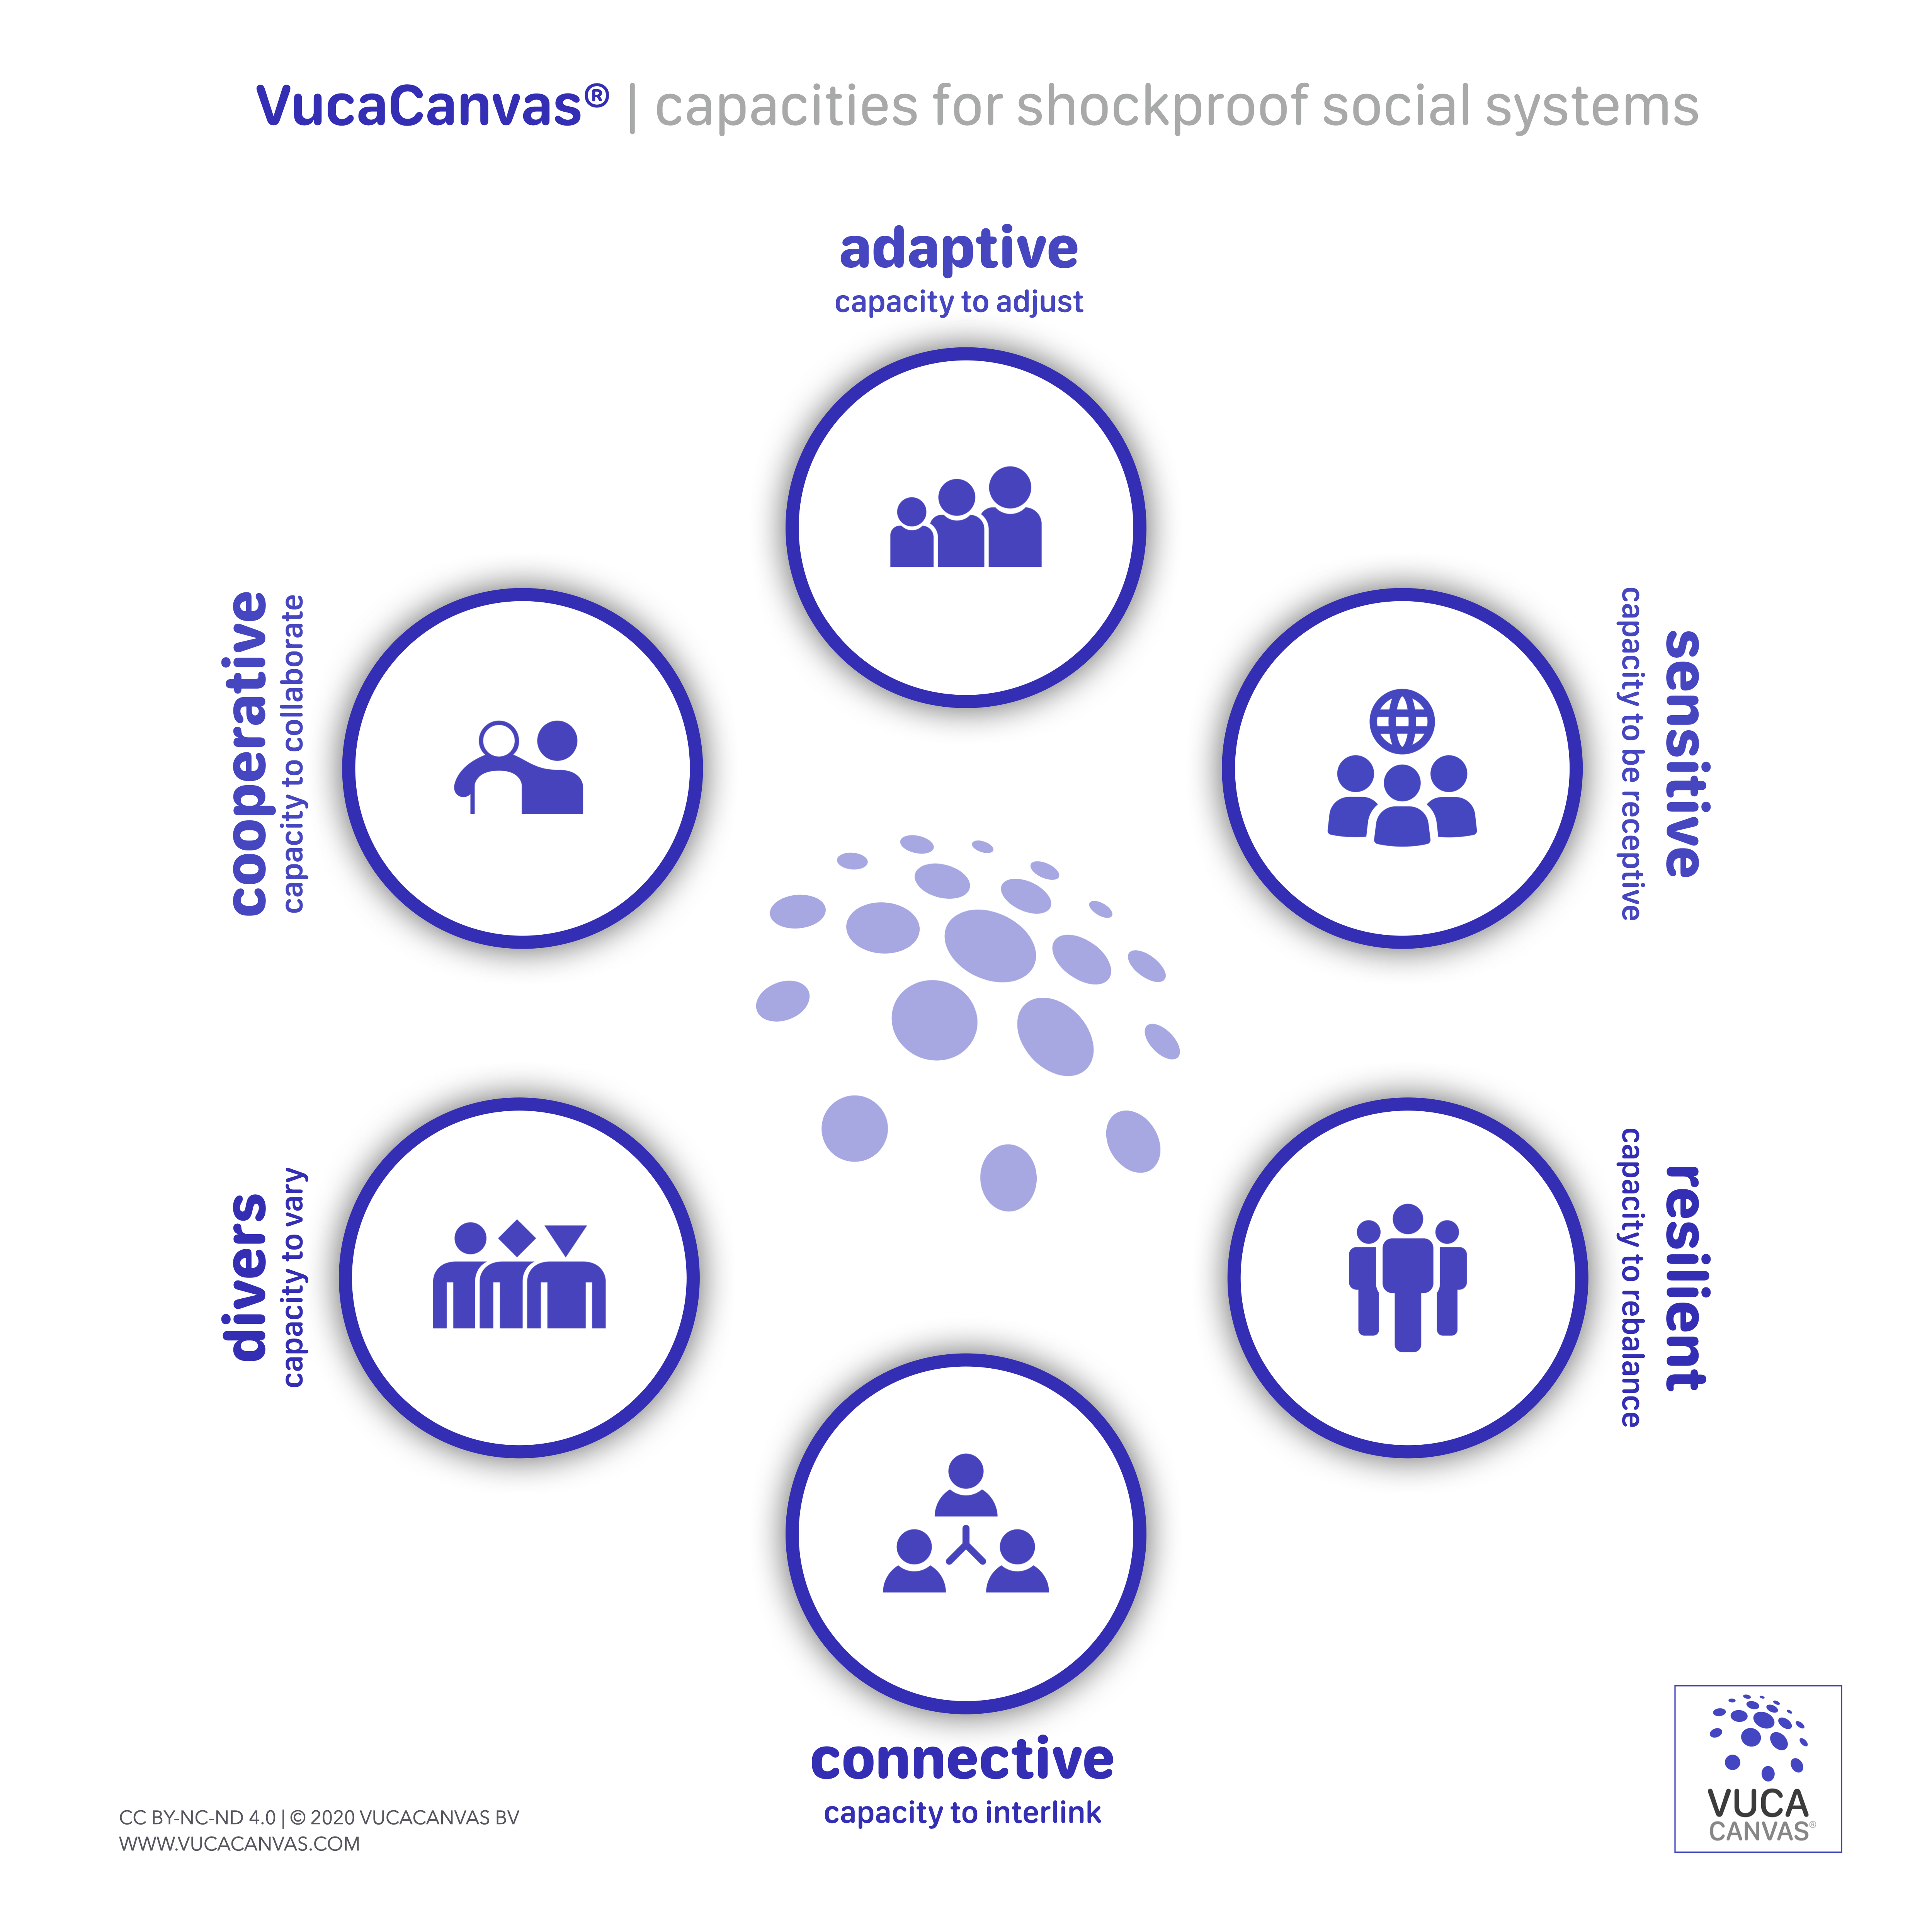 VucaCanvas® | capacities for shockproof social systems
adaptive
capacity to adjust
cooperative
capacity to collaborate
sensitive
capacity to be receptive
divers
capacity to vary
resilient
capacity to rebalance
connective
capacity to interlink
CC BY-NC-ND 4.0 | © 2020 VUCACANVAS BV
WWW.VUCACANVAS.COM
VUCA
CANVAS®